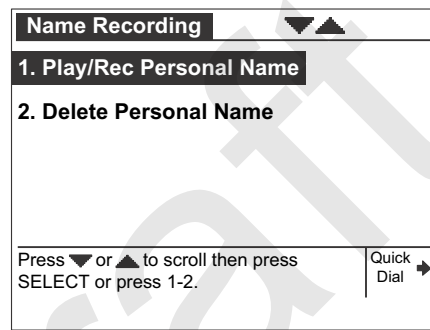 Name Recording ▼▲
1. Play/Rec Personal Name
2. Delete Personal Name
Press ▼ or ▲ to scroll then press
SELECT or press 1-2.
Quick
Dial